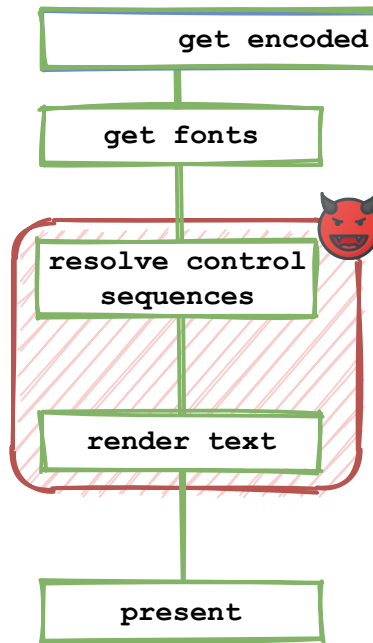 get encoded
get fonts
resolve control
sequences
render text
present